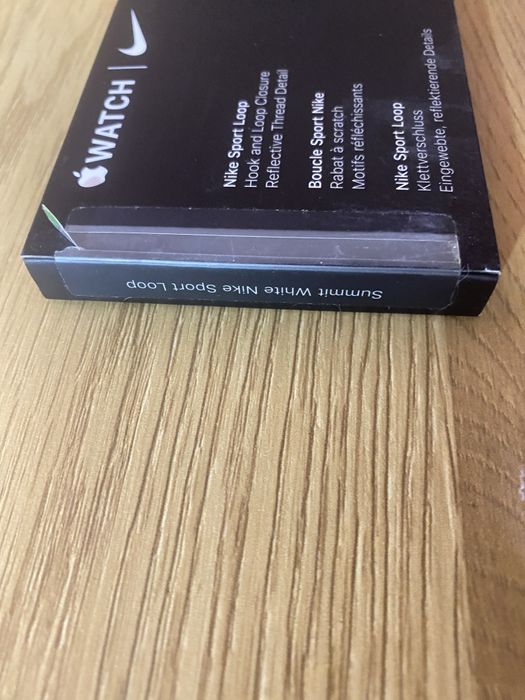 WATCH
Nike Sport Loop
Hook and Loop Closure
Reflective Thread Detail
Boucle Sport Nike
Rabat à scratch
Motifs réfléchissants
Nike Sport Loop
Klettverschluss
Eingewebte, reflektierende Details
Summit White Nike Sport Loop